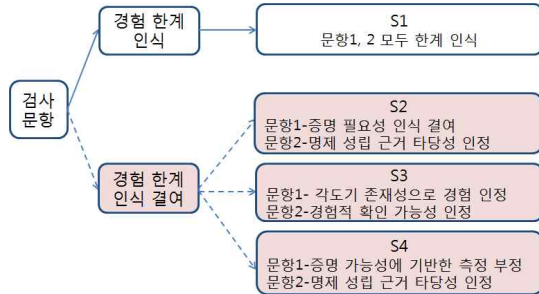 경험 한계
인식
S1
문항1, 2 모두 한계 인식
검사
문항
S2
문항1-증명 필요성 인식 결여
문항2-명제 성립 근거 타당성 인정
경험 한계
인식 결여
S3
문항1- 각도기 존재성으로 경험 인정
문항2-경험적 확인 가능성 인정
S4
문항1-증명 가능성에 기반한 측정 부정
문항2-명제 성립 근거 타당성 인정